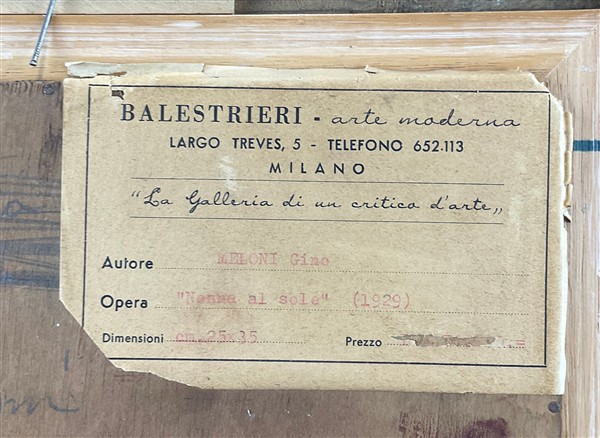 BALESTRIERI - arte moderna
LARGO TREVES, 5 - TELEFONO 652.113
MILANO
"La Galleria di un critico d'arte„
Autore MELONI Gino
Opera "Nonna al sole" (1929)
Dimensioni cm.25x35 Prezzo